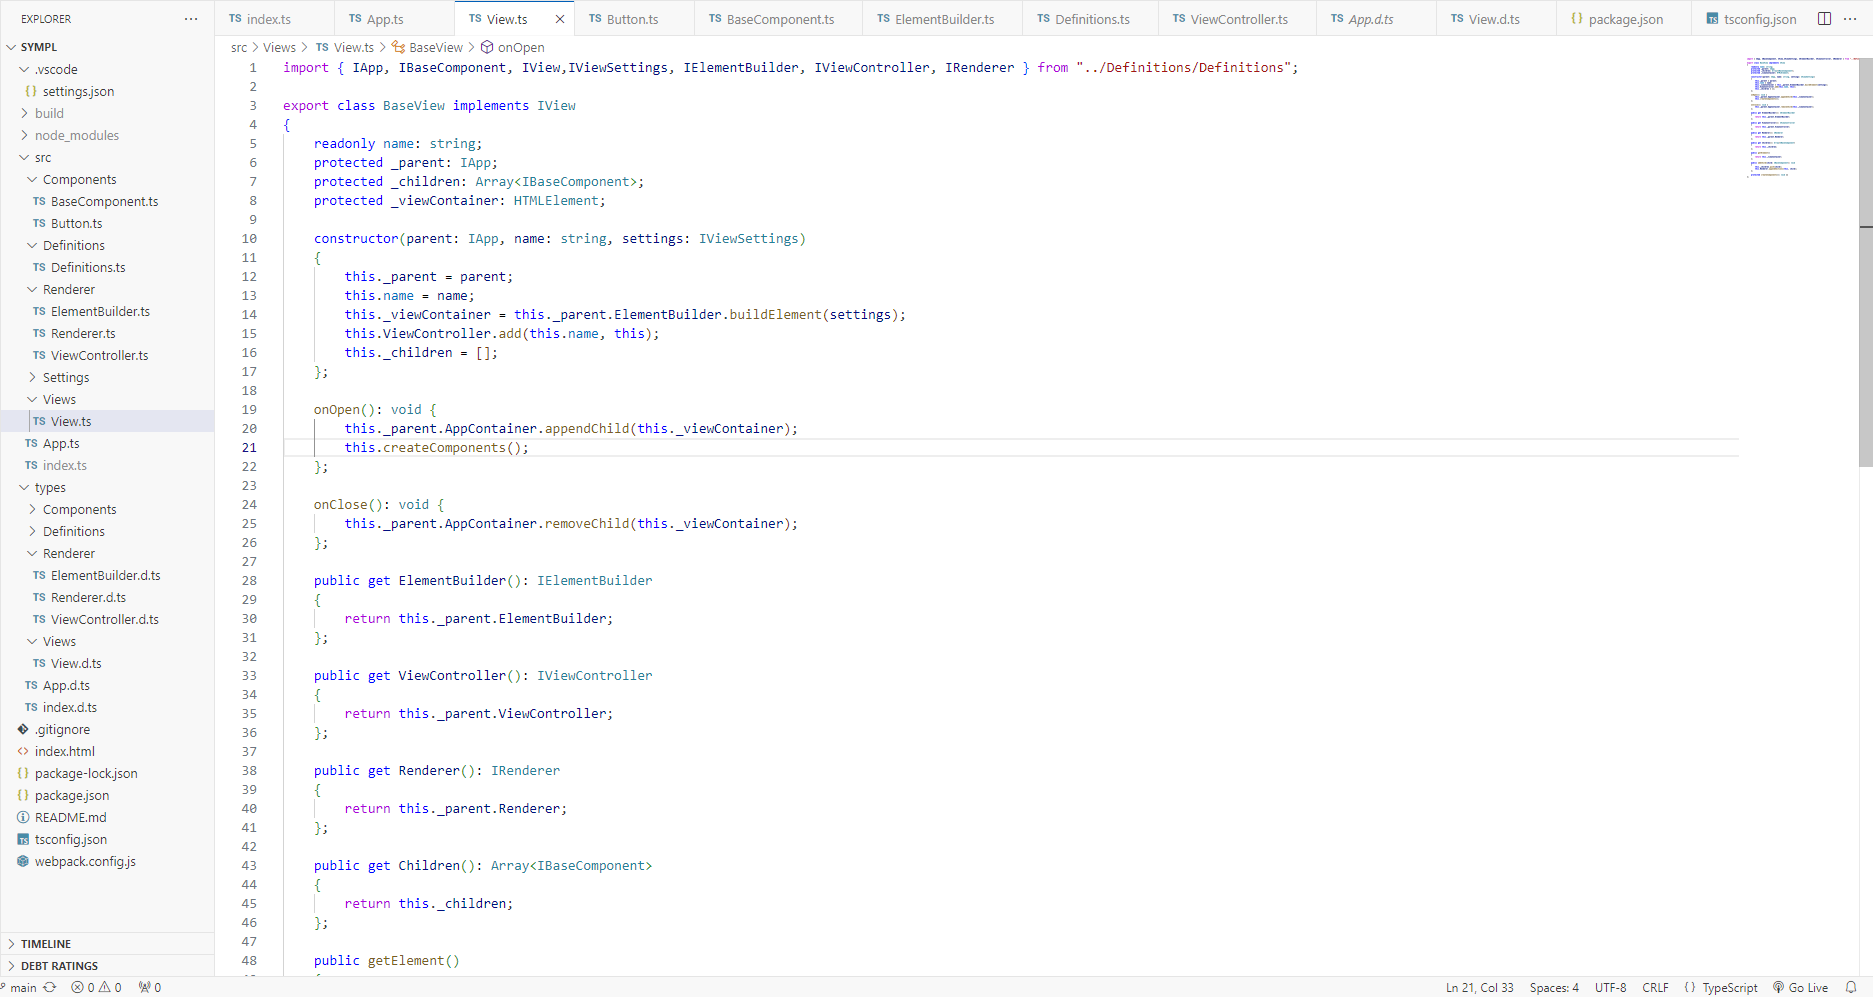 EXPLORER
SYMPL
.vscode
settings.json
build
node_modules
src
Components
TS BaseComponent.ts
TS Button.ts
Definitions
TS Definitions.ts
Renderer
TS ElementBuilder.ts
TS Renderer.ts
TS ViewController.ts
Settings
Views
TS View.ts
TS App.ts
TS index.ts
types
Components
Definitions
Renderer
TS ElementBuilder.d.ts
TS Renderer.d.ts
TS ViewController.d.ts
Views
TS View.d.ts
TS App.d.ts
TS index.d.ts
.gitignore
index.html
package-lock.json
package.json
README.md
tsconfig.json
webpack.config.js
TIMELINE
DEBT RATINGS
TS index.ts TS App.ts TS View.ts TS Button.ts TS BaseComponent.ts TS ElementBuilder.ts TS Definitions.ts TS ViewController.ts TS App.d.ts TS View.d.ts {} package.json TS tsconfig.json
src > Views > TS View.ts > BaseView > onOpen
1 import { IApp, IBaseComponent, IView,IViewSettings, IElementBuilder, IViewController, IRenderer } from "../Definitions/Definitions";
2
3 export class BaseView implements IView
4 {
5 readonly name: string;
6 protected _parent: IApp;
7 protected _children: Array<IBaseComponent>;
8 protected _viewContainer: HTMLElement;
9
10 constructor(parent: IApp, name: string, settings: IViewSettings)
11 {
12 this._parent = parent;
13 this.name = name;
14 this._viewContainer = this._parent.ElementBuilder.buildElement(settings);
15 this.ViewController.add(this.name, this);
16 this._children = [];
17 };
18
19 onOpen(): void {
20 this._parent.AppContainer.appendChild(this._viewContainer);
21 this.createComponents();
22 };
23
24 onClose(): void {
25 this._parent.AppContainer.removeChild(this._viewContainer);
26 };
27
28 public get ElementBuilder(): IElementBuilder
29 {
30 return this._parent.ElementBuilder;
31 };
32
33 public get ViewController(): IViewController
34 {
35 return this._parent.ViewController;
36 };
37
38 public get Renderer(): IRenderer
39 {
40 return this._parent.Renderer;
41 };
42
43 public get Children(): Array<IBaseComponent>
44 {
45 return this._children;
46 };
47
48 public getElement()
main 0 0 0 Ln 21, Col 33 Spaces: 4 UTF-8 CRLF {} TypeScript Go Live